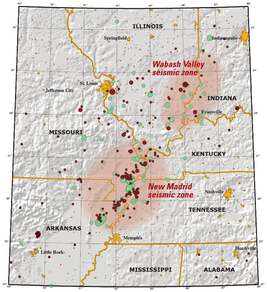 ILLINOIS
Springfield
Indianapolis
Wabash Valley
seismic zone
St. Louis
Jefferson City
INDIANA
Evansville
MISSOURI
KENTUCKY
New Madrid
seismic zone
Nashville
TENNESSEE
ARKANSAS
Memphis
Little Rock
Huntsville
MISSISSIPPI
ALABAMA